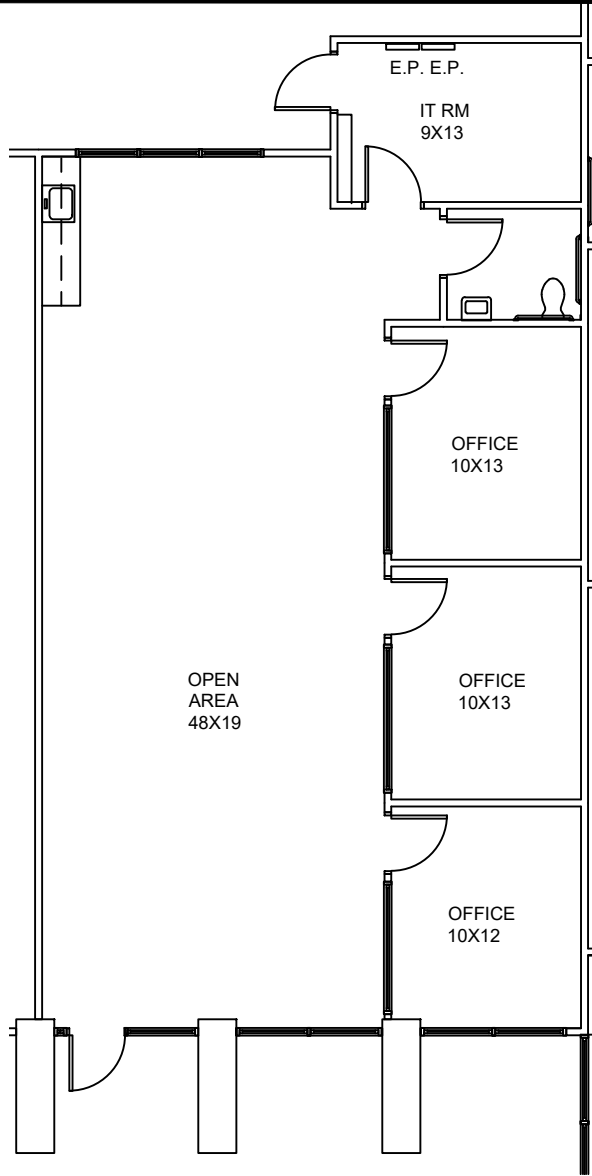 E.P. E.P.
IT RM
9X13
OFFICE
10X13
OPEN
AREA
48X19
OFFICE
10X13
OFFICE
10X12